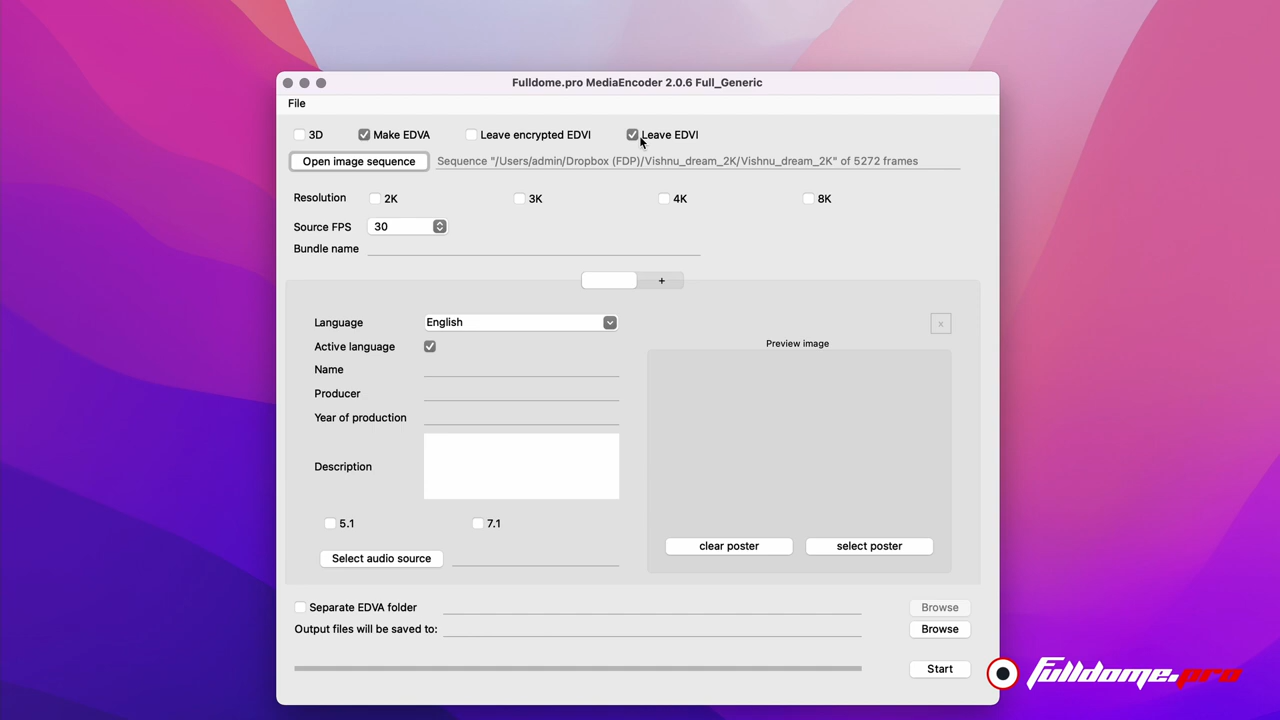 Fulldome.pro MediaEncoder 2.0.6 Full_Generic
File
3D Make EDVA Leave encrypted EDVI Leave EDVI
Open image sequence Sequence "/Users/admin/Dropbox (FDP)/Vishnu_dream_2K/Vishnu_dream_2K" of 5272 frames
Resolution 2K 3K 4K 8K
Source FPS 30
Bundle name
+
Language English x
Active language
Preview image
Name
Producer
Year of production
Description
5.1 7.1
clear poster select poster
Select audio source
Separate EDVA folder Browse
Output files will be saved to: Browse
Start
fulldome.pro